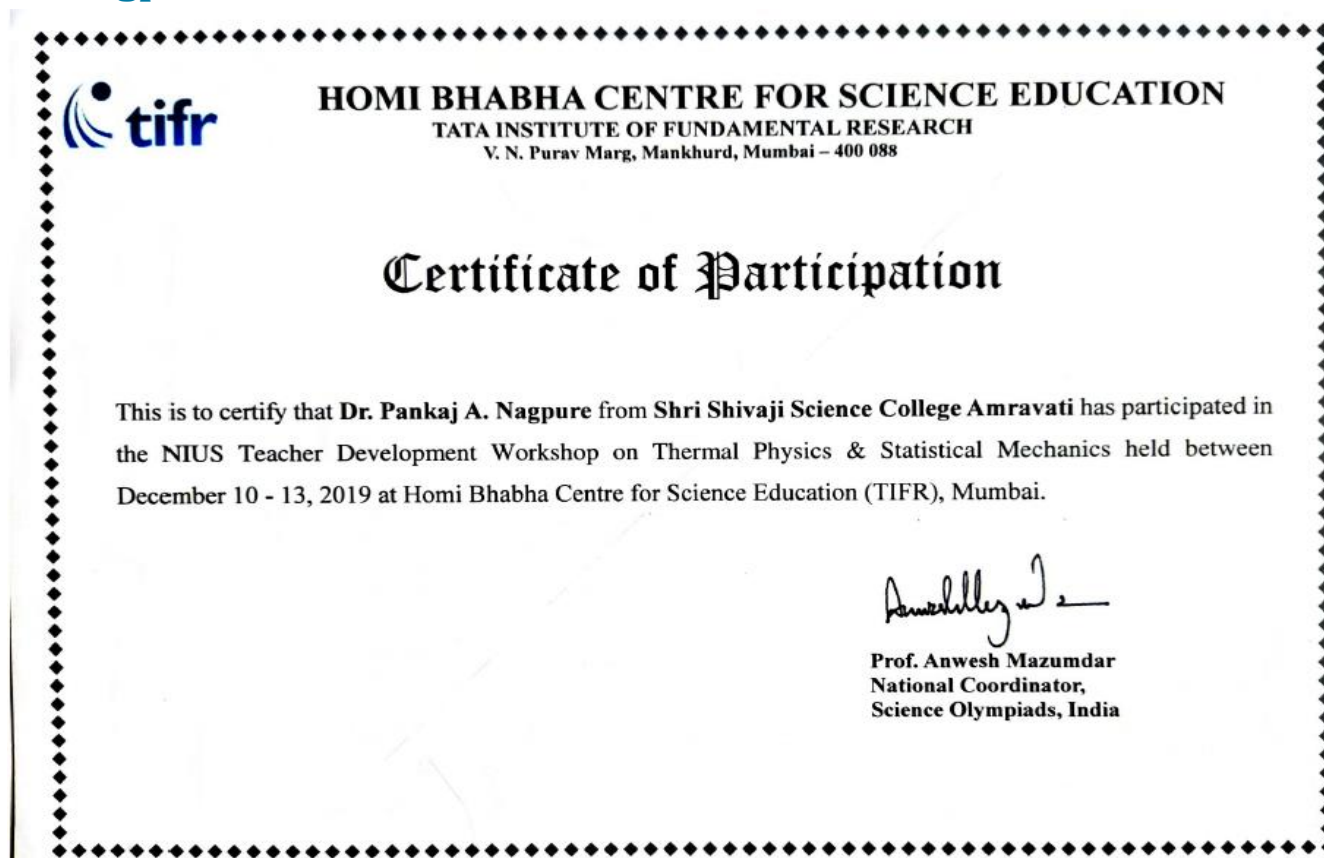 tifr
HOMI BHABHA CENTRE FOR SCIENCE EDUCATION
TATA INSTITUTE OF FUNDAMENTAL RESEARCH
V. N. Purav Marg, Mankhurd, Mumbai – 400 088
Certificate of Participation
This is to certify that Dr. Pankaj A. Nagpure from Shri Shivaji Science College Amravati has participated in
the NIUS Teacher Development Workshop on Thermal Physics & Statistical Mechanics held between
December 10 - 13, 2019 at Homi Bhabha Centre for Science Education (TIFR), Mumbai.
Prof. Anwesh Mazumdar
National Coordinator,
Science Olympiads, India